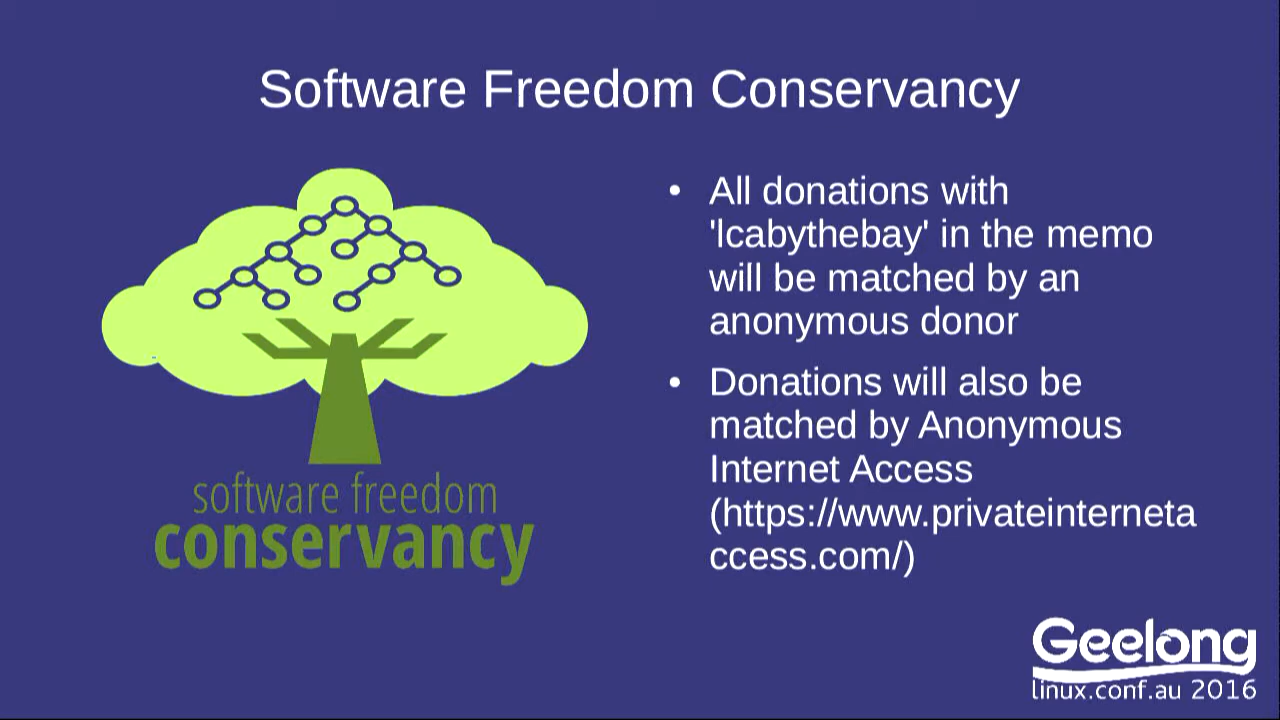 Software Freedom Conservancy
• All donations with
'lcabythebay' in the memo
will be matched by an
anonymous donor
• Donations will also be
matched by Anonymous
Internet Access
(https://www.privateinterneta
ccess.com/)
software freedom
conservancy
Geelong
linux.conf.au 2016